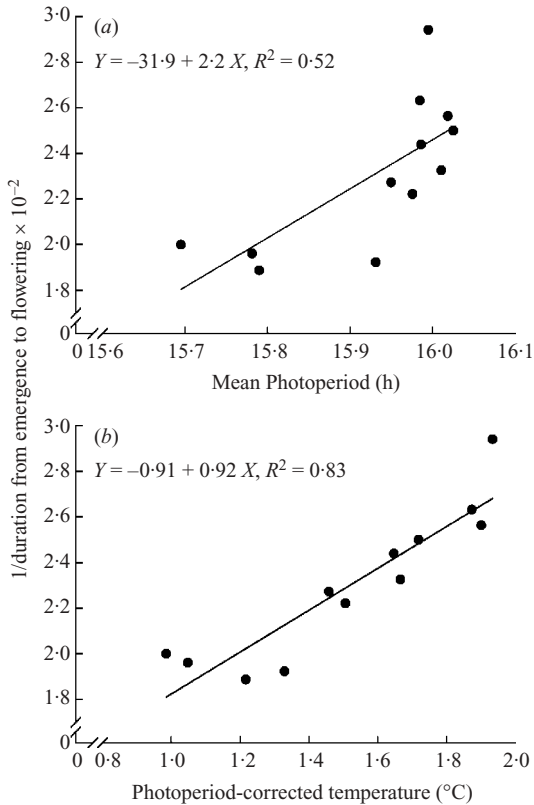 1/duration from emergence to flowering × 10⁻²
(a)
Y = –31·9 + 2·2 X, R² = 0·52
3·0
2·8
2·6
2·4
2·2
2·0
1·8
0
0 15·6 15·7 15·8 15·9 16·0 16·1
Mean Photoperiod (h)
(b)
Y = –0·91 + 0·92 X, R² = 0·83
3·0
2·8
2·6
2·4
2·2
2·0
1·8
0
0 0·8 1·0 1·2 1·4 1·6 1·8 2·0
Photoperiod-corrected temperature (°C)